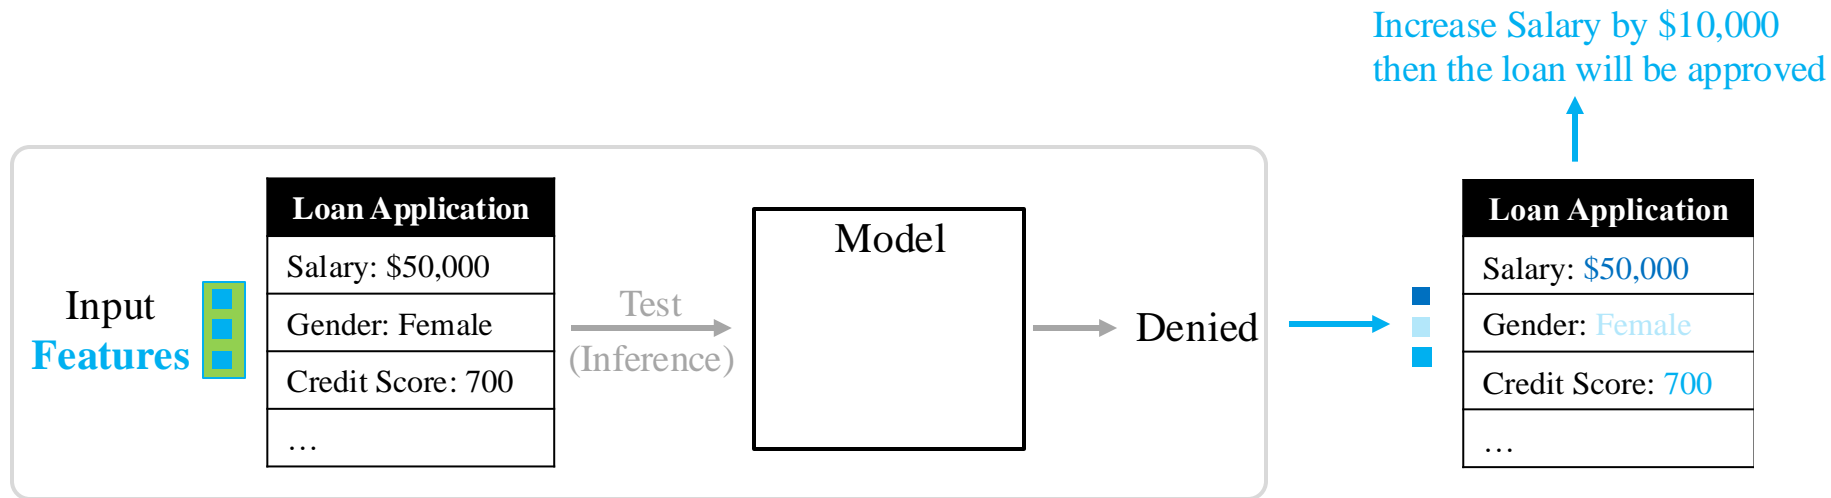 Increase Salary by $10,000
then the loan will be approved
Input
Features
Loan Application
Salary: $50,000
Gender: Female
Credit Score: 700
…
Test
(Inference)
Model
Denied
Loan Application
Salary: $50,000
Gender: Female
Credit Score: 700
…